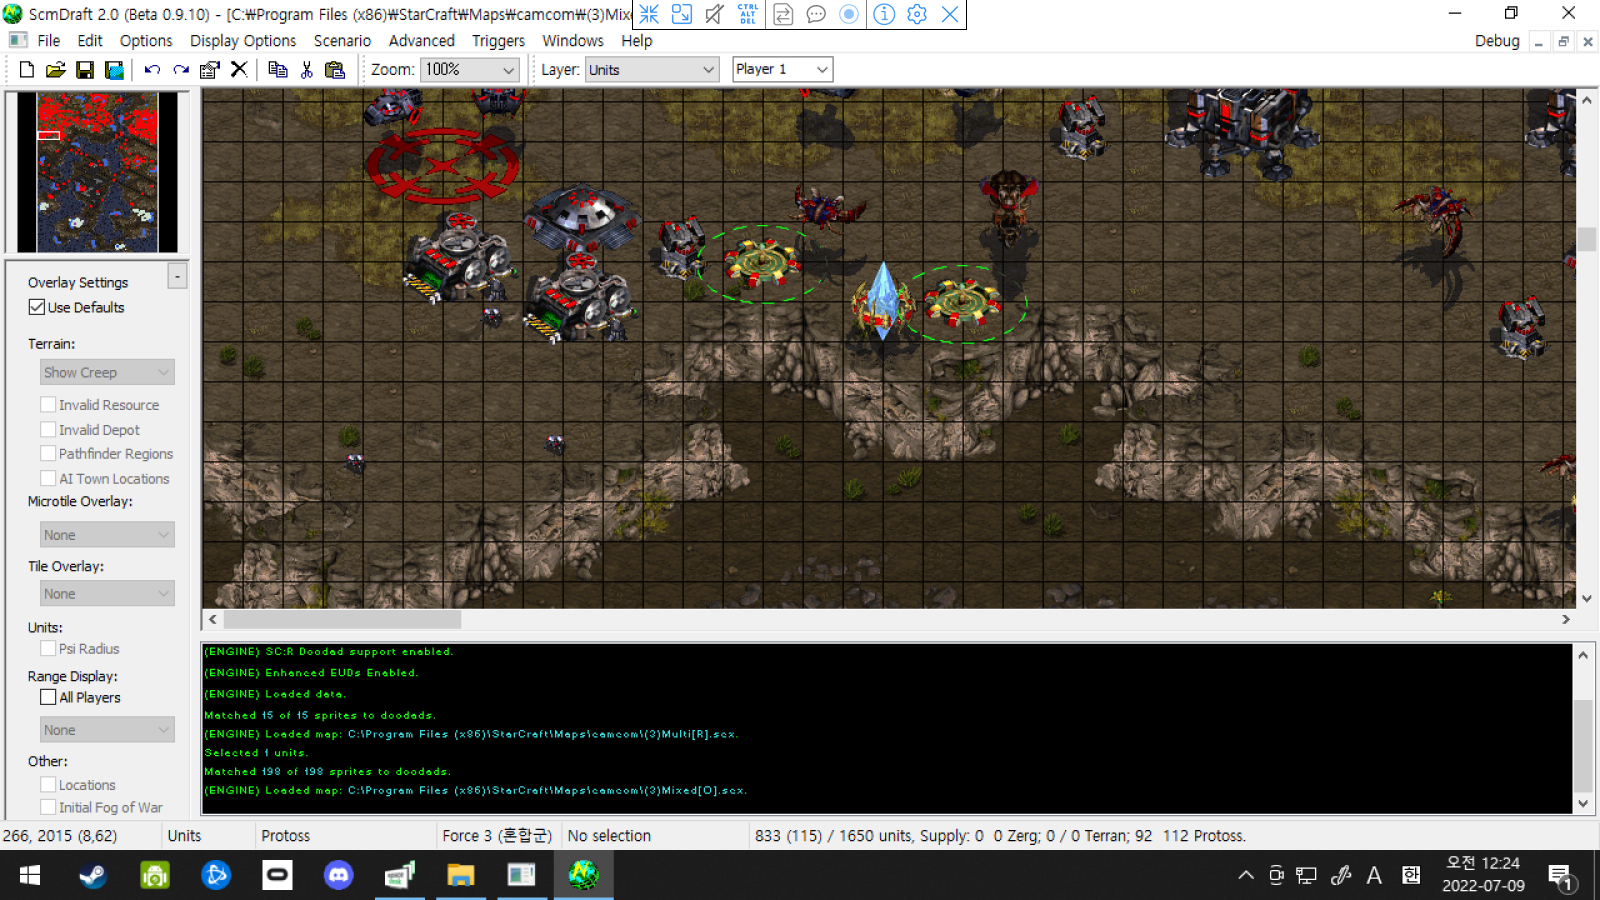 ScmDraft 2.0 (Beta 0.9.10) - [C:₩Program Files (x86)₩StarCraft₩Maps₩camcom₩(3)Mix
CTRL
ALT
DEL
File Edit Options Display Options Scenario Advanced Triggers Windows Help Debug
Zoom: 100% Layer: Units Player 1
Overlay Settings -
Use Defaults
Terrain:
Show Creep
Invalid Resource
Invalid Depot
Pathfinder Regions
AI Town Locations
Microtile Overlay:
None
Tile Overlay:
None
Units:
Psi Radius
Range Display:
All Players
None
Other:
Locations
Initial Fog of War
(ENGINE) SC:R Doodad support enabled.
(ENGINE) Enhanced EUDs Enabled.
(ENGINE) Loaded data.
Matched 15 of 15 sprites to doodads.
(ENGINE) Loaded map: C:\Program Files (x86)\StarCraft\Maps\camcom\(3)Multi[R].scx.
Selected 1 units.
Matched 198 of 198 sprites to doodads.
(ENGINE) Loaded map: C:\Program Files (x86)\StarCraft\Maps\camcom\(3)Mixed[O].scx.
266, 2015 (8,62) Units Protoss Force 3 (혼합군) No selection 833 (115) / 1650 units, Supply: 0 0 Zerg; 0 / 0 Terran; 92 112 Protoss.
A 한 오전 12:24
2022-07-09 1